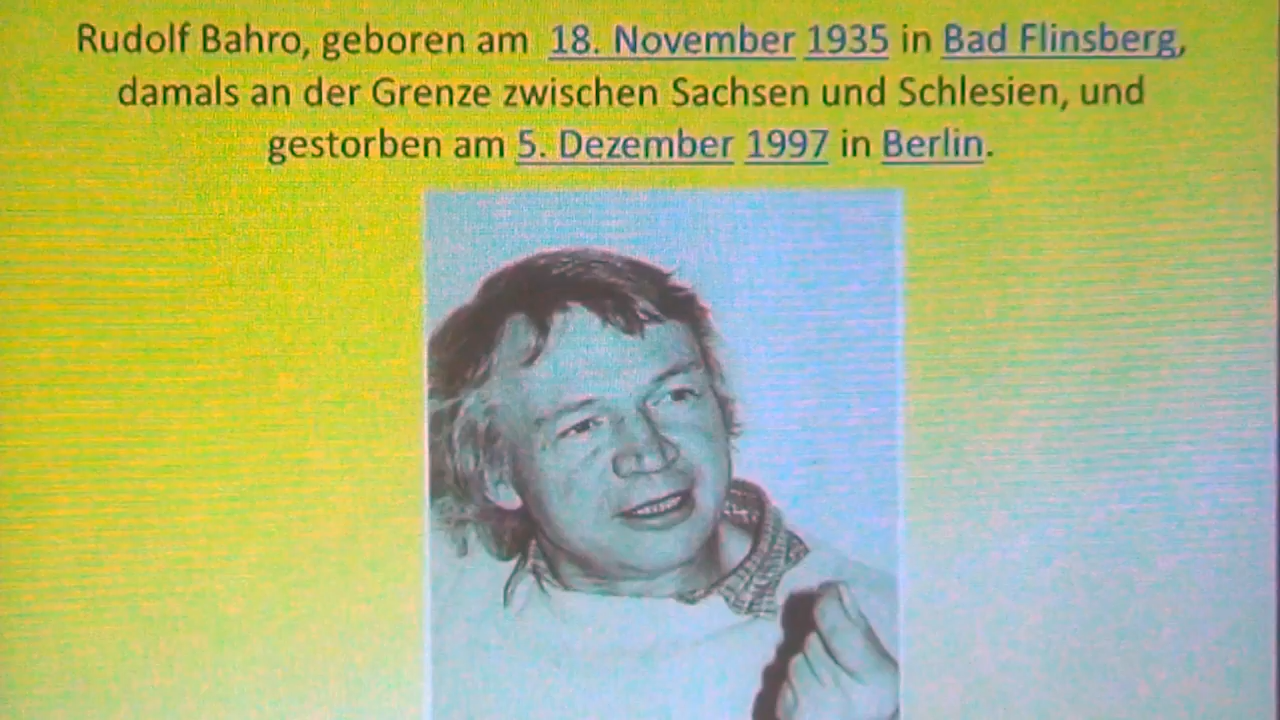 Rudolf Bahro, geboren am 18. November 1935 in Bad Flinsberg,
damals an der Grenze zwischen Sachsen und Schlesien, und
gestorben am 5. Dezember 1997 in Berlin.